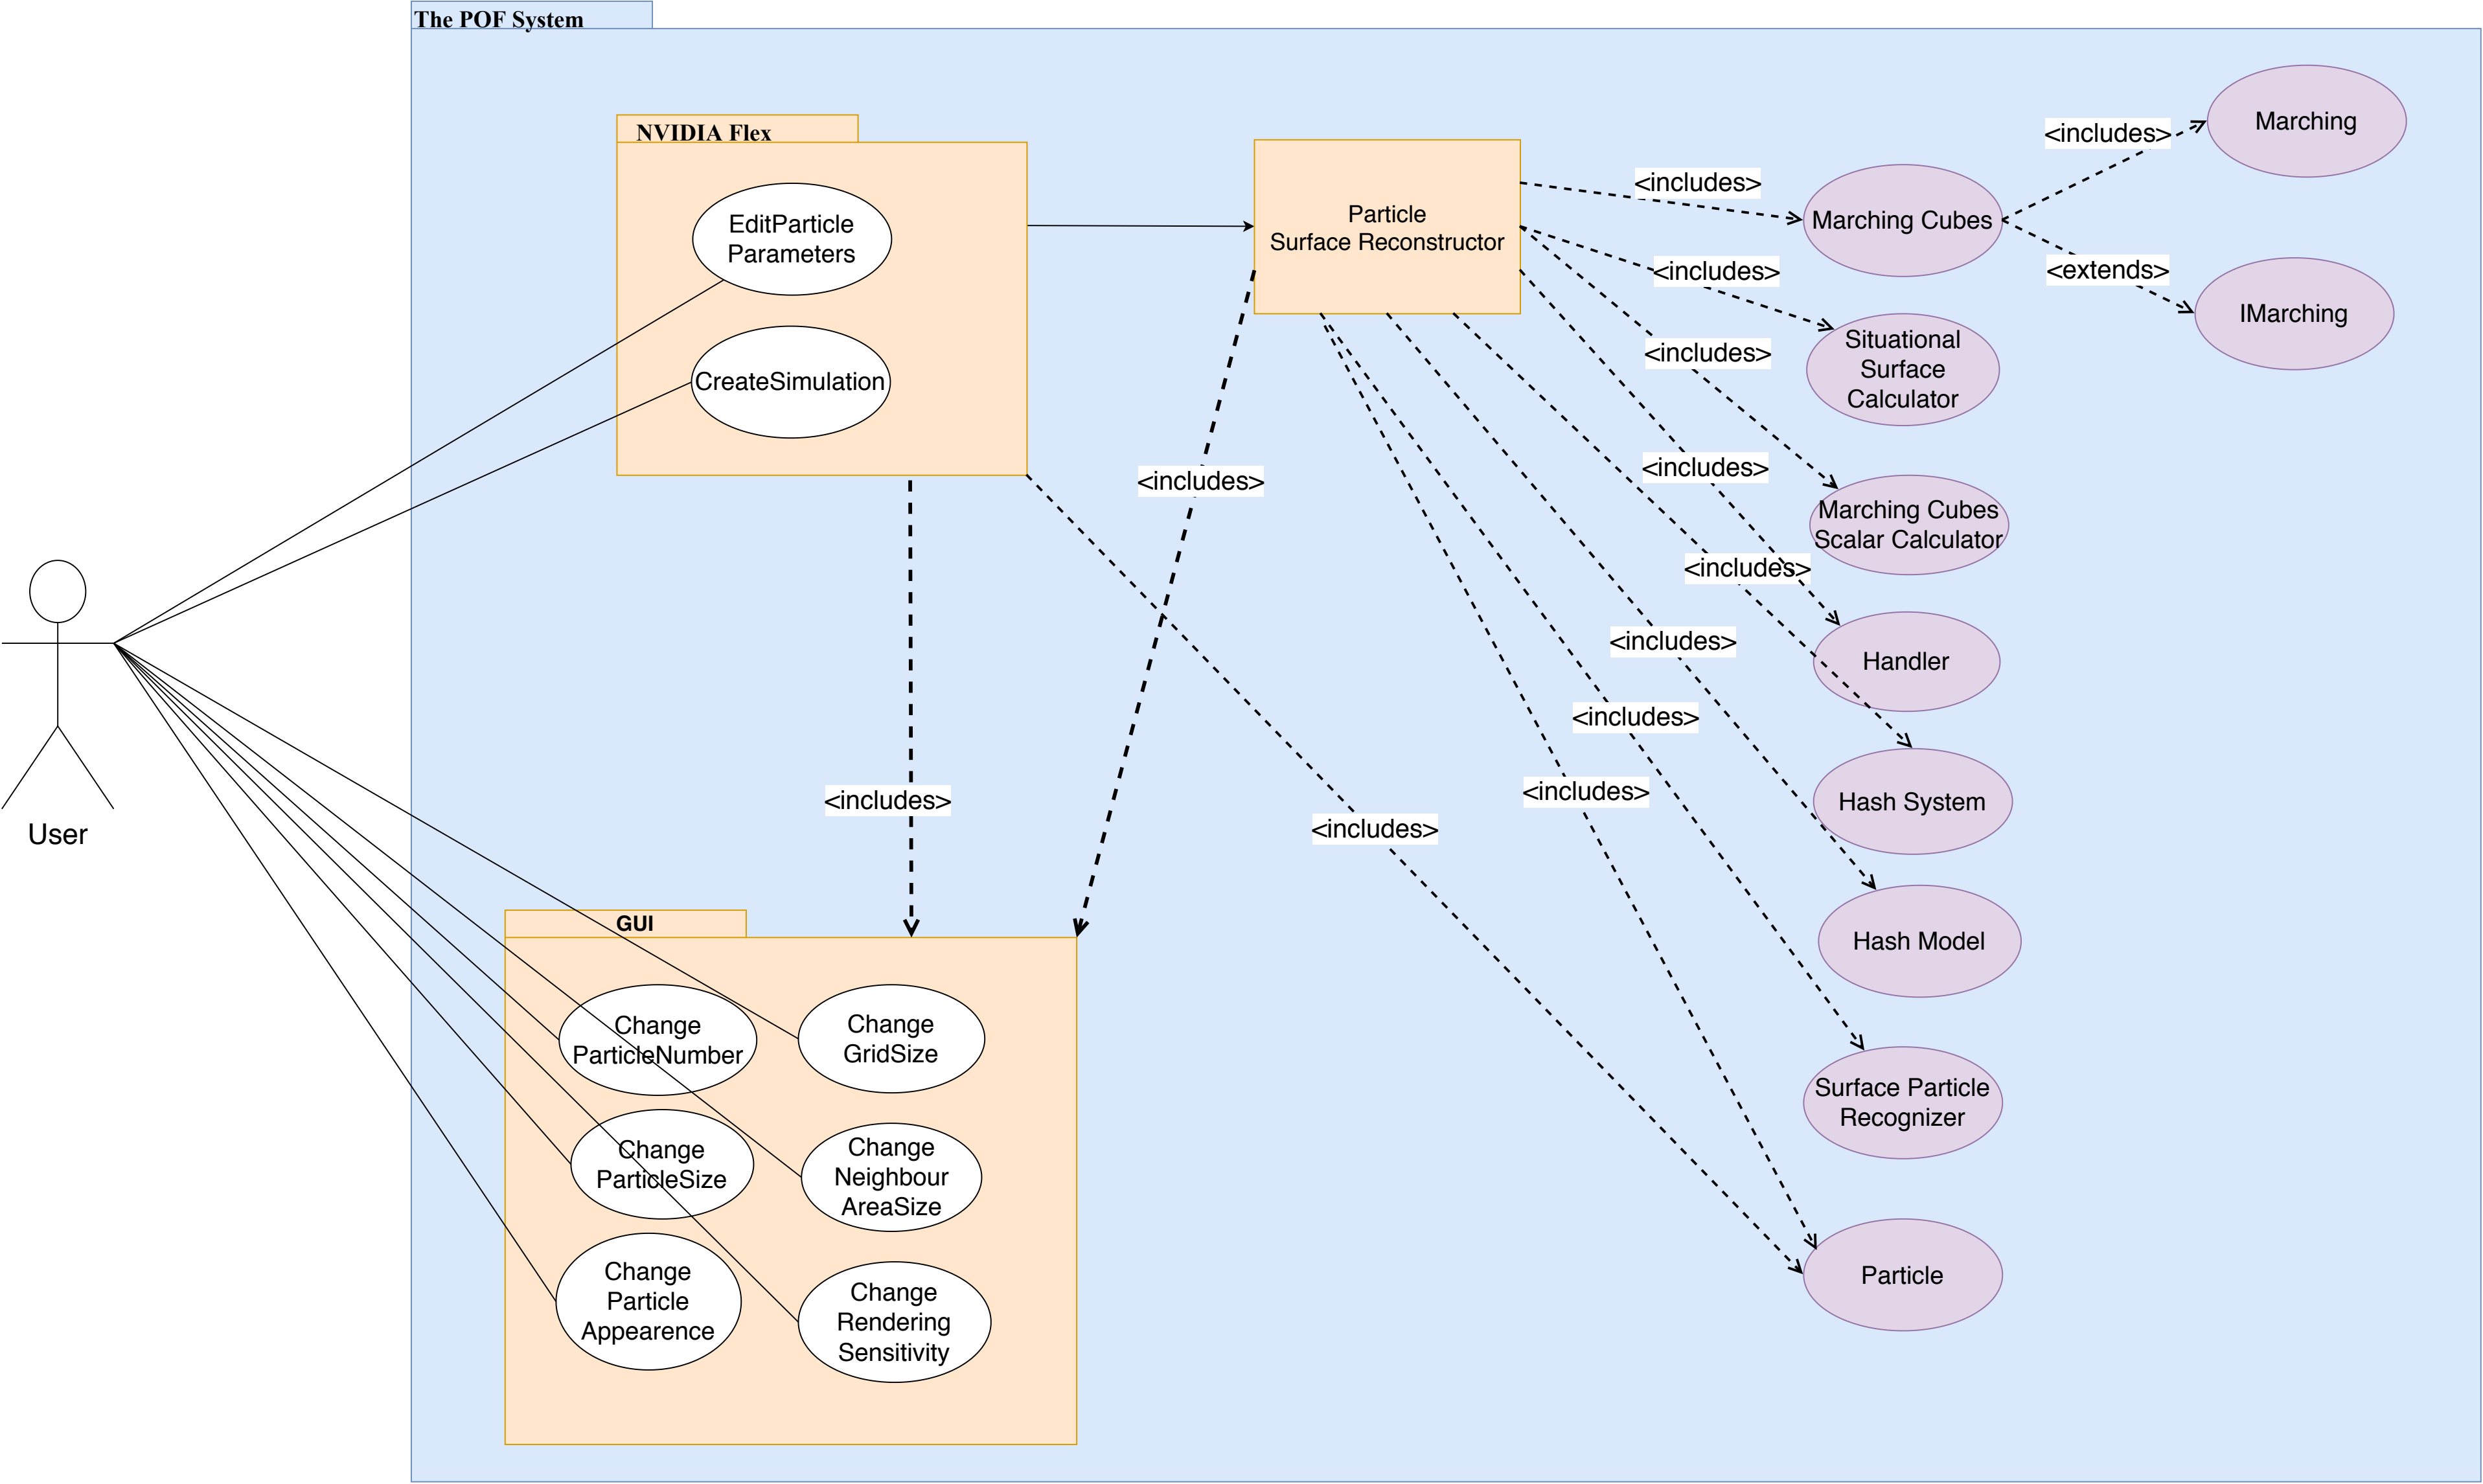 The POF System
NVIDIA Flex
EditParticle
Parameters
CreateSimulation
Particle
Surface Reconstructor
<includes>
<includes>
<includes>
<includes>
<includes>
<includes>
<includes>
<includes>
<includes>
<includes>
<includes>
<includes>
<extends>
Marching
Marching Cubes
IMarching
Situational
Surface
Calculator
Marching Cubes
Scalar Calculator
Handler
Hash System
Hash Model
Surface Particle
Recognizer
Particle
User
GUI
Change
ParticleNumber
Change
GridSize
Change
ParticleSize
Change
Neighbour
AreaSize
Change
Particle
Appearence
Change
Rendering
Sensitivity